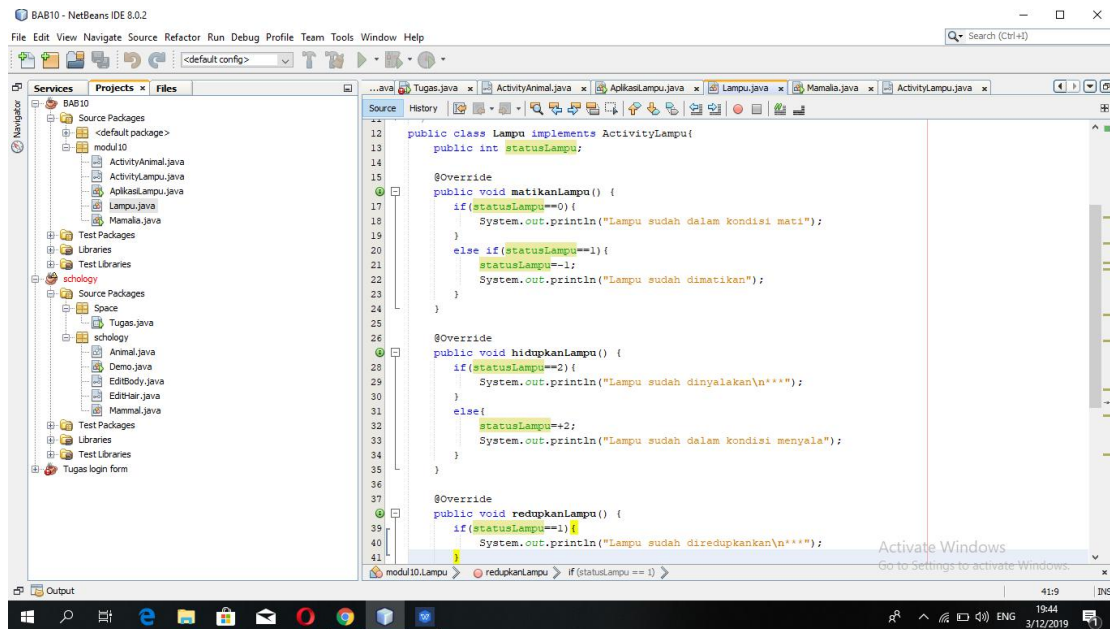 BAB10 - NetBeans IDE 8.0.2
File Edit View Navigate Source Refactor Run Debug Profile Team Tools Window Help
Search (Ctrl+I)
<default config>
Services Projects Files
Navigator
BAB10
Source Packages
<default package>
modul10
ActivityAnimal.java
ActivityLampu.java
AplikasiLampu.java
Lampu.java
Mamalia.java
Test Packages
Libraries
Test Libraries
schology
Source Packages
Space
Tugas.java
schology
Animal.java
Demo.java
EditBody.java
EditHair.java
Mammal.java
Test Packages
Libraries
Test Libraries
Tugas login form
...ava Tugas.java ActivityAnimal.java AplikasiLampu.java Lampu.java Mamalia.java ActivityLampu.java
Source History
12 public class Lampu implements ActivityLampu{
13 public int statusLampu;
14
15 @Override
public void matikanLampu() {
17 if(statusLampu==0){
18 System.out.println("Lampu sudah dalam kondisi mati");
19 }
20 else if(statusLampu==1){
21 statusLampu=-1;
22 System.out.println("Lampu sudah dimatikan");
23 }
24 }
25
26 @Override
public void hidupkanLampu() {
28 if(statusLampu==2){
29 System.out.println("Lampu sudah dinyalakan\n***");
30 }
31 else{
32 statusLampu=+2;
33 System.out.println("Lampu sudah dalam kondisi menyala");
34 }
35 }
36
37 @Override
public void redupkanLampu() {
39 if(statusLampu==1){
40 System.out.println("Lampu sudah diredupkankan\n***");
41 }
Activate Windows
Go to Settings to activate Windows.
modul10.Lampu redupkanLampu if (statusLampu == 1)
Output
41:9 INS
ENG
19:44
3/12/2019